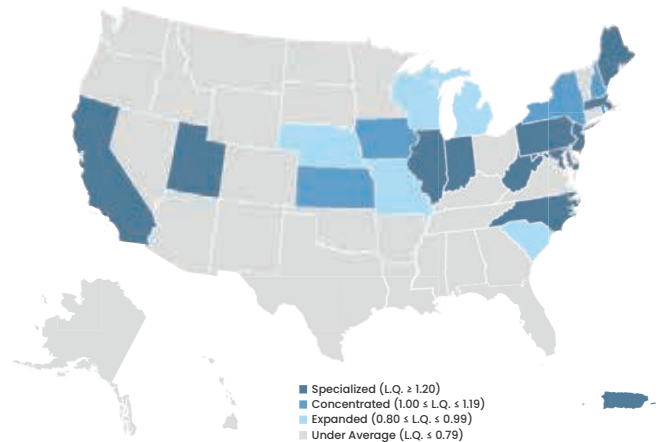 Specialized (L.Q. ≥ 1.20)
Concentrated (1.00 ≤ L.Q. ≤ 1.19)
Expanded (0.80 ≤ L.Q. ≤ 0.99)
Under Average (L.Q. ≤ 0.79)